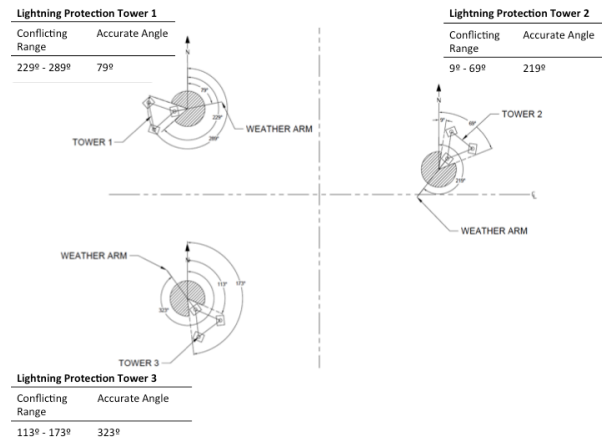 Lightning Protection Tower 1
Conflicting Range Accurate Angle
229º - 289º 79º
Lightning Protection Tower 2
Conflicting Range Accurate Angle
9º - 69º 219º
N
79º
229º
289º
TOWER 1
WEATHER ARM
N
9º
69º
219º
TOWER 2
WEATHER ARM
WEATHER ARM
N
113º
173º
323º
TOWER 3
Lightning Protection Tower 3
Conflicting Range Accurate Angle
113º - 173º 323º